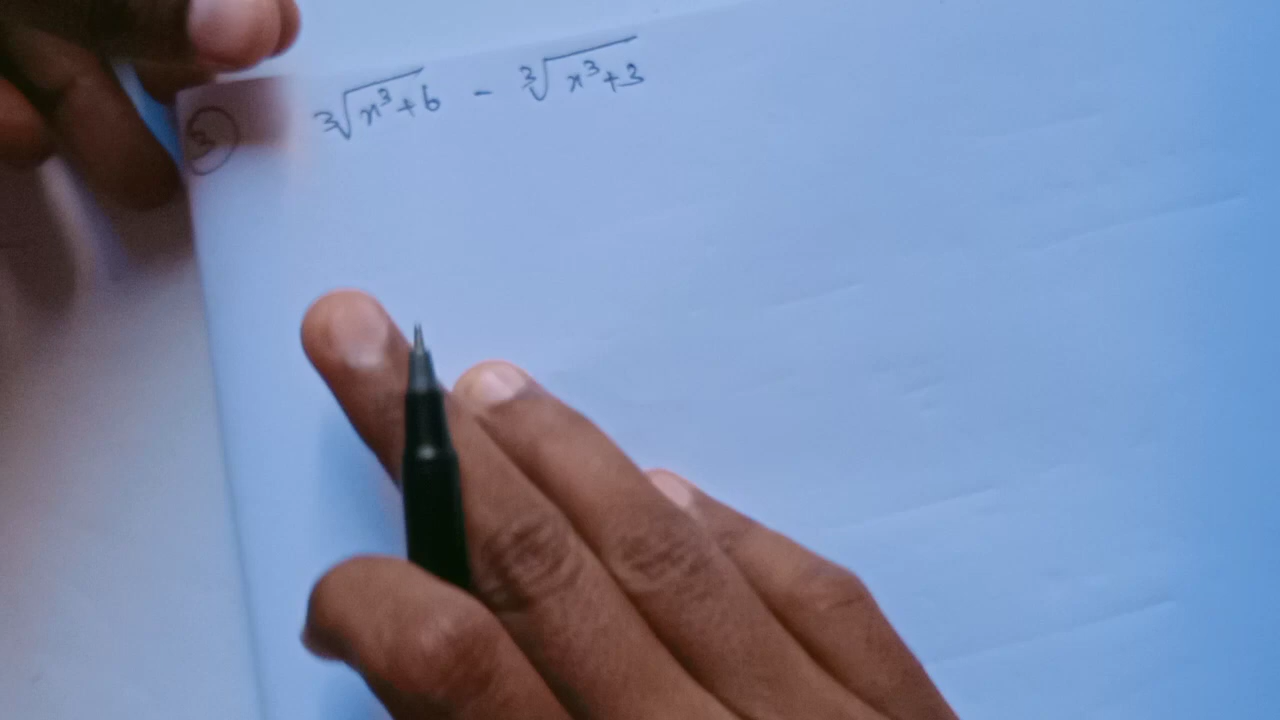 ③ ∛(x³+6) - ∛(x³+3)